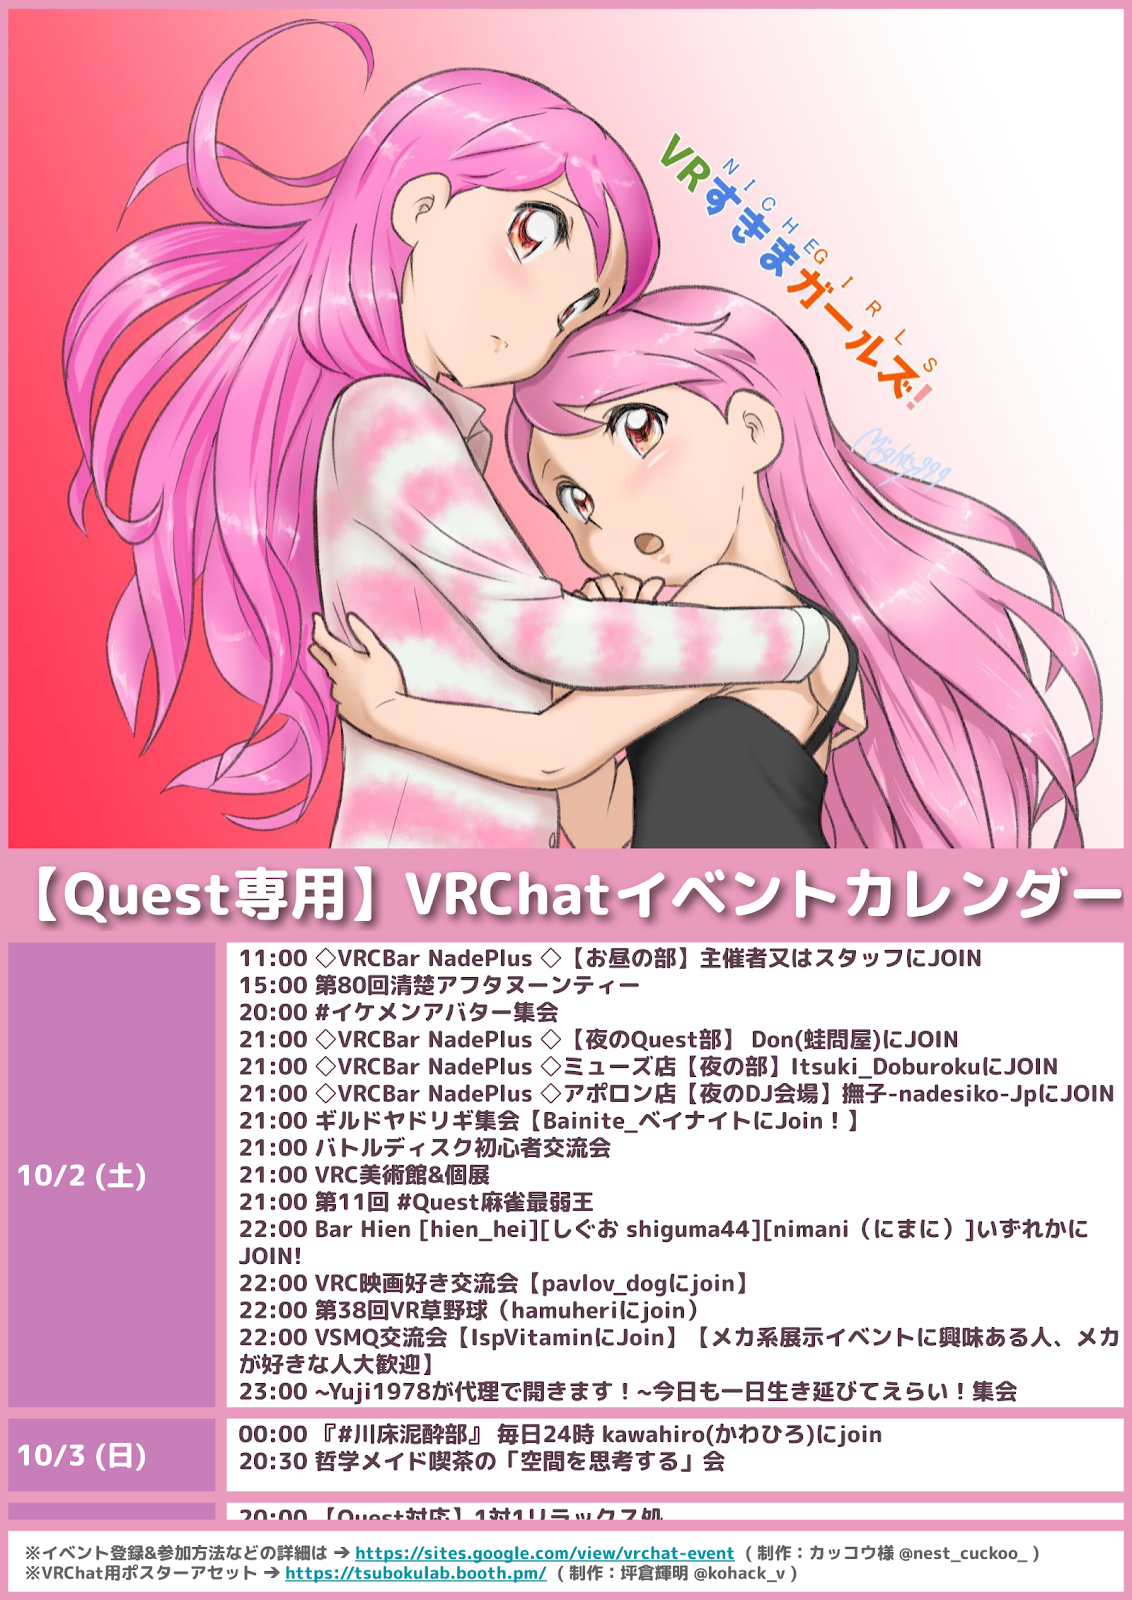 NICHE GIRLS
VRすきまガールズ!
Mighty999
【Quest専用】VRChatイベントカレンダー
10/2 (土)
11:00 ◇VRCBar NadePlus ◇【お昼の部】主催者又はスタッフにJOIN
15:00 第80回清楚アフタヌーンティー
20:00 #イケメンアバター集会
21:00 ◇VRCBar NadePlus ◇【夜のQuest部】 Don(蛙問屋)にJOIN
21:00 ◇VRCBar NadePlus ◇ミューズ店【夜の部】Itsuki_DoburokuにJOIN
21:00 ◇VRCBar NadePlus ◇アポロン店【夜のDJ会場】撫子-nadesiko-JpにJOIN
21:00 ギルドヤドリギ集会【Bainite_ベイナイトにJoin！】
21:00 バトルディスク初心者交流会
21:00 VRC美術館&個展
21:00 第11回 #Quest麻雀最弱王
22:00 Bar Hien [hien_hei][しぐお shiguma44][nimani（にまに）]いずれかに
JOIN!
22:00 VRC映画好き交流会【pavlov_dogにjoin】
22:00 第38回VR草野球（hamuheriにjoin）
22:00 VSMQ交流会【IspVitaminにJoin】【メカ系展示イベントに興味ある人、メカ
が好きな人大歓迎】
23:00 ~Yuji1978が代理で開きます！~今日も一日生き延びてえらい！集会
10/3 (日)
00:00 『#川床泥酔部』 毎日24時 kawahiro(かわひろ)にjoin
20:30 哲学メイド喫茶の「空間を思考する」会
20:00 【Quest対応】1対1リラックス処
※イベント登録&参加方法などの詳細は ➔ https://sites.google.com/view/vrchat-event ( 制作：カッコウ様 @nest_cuckoo_ )
※VRChat用ポスターアセット ➔ https://tsubokulab.booth.pm/ ( 制作：坪倉輝明 @kohack_v )